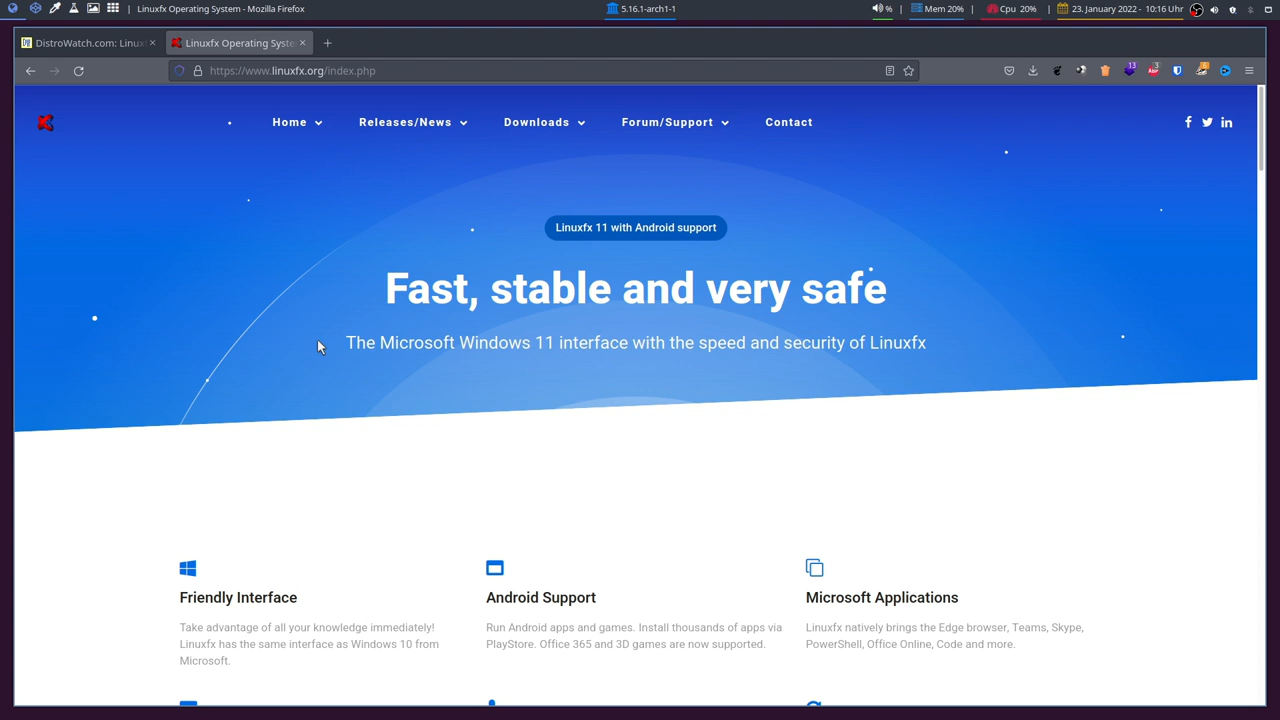 Linuxfx Operating System - Mozilla Firefox
5.16.1-arch1-1
% | Mem 20% | Cpu 20% | 23. January 2022 - 10:16 Uhr
DistroWatch.com: Linux
Linuxfx Operating Syste
https://www.linuxfx.org/index.php
13
3
6
Home
Releases/News
Downloads
Forum/Support
Contact
Linuxfx 11 with Android support
Fast, stable and very safe
The Microsoft Windows 11 interface with the speed and security of Linuxfx
Friendly Interface
Take advantage of all your knowledge immediately!
Linuxfx has the same interface as Windows 10 from
Microsoft.
Android Support
Run Android apps and games. Install thousands of apps via
PlayStore. Office 365 and 3D games are now supported.
Microsoft Applications
Linuxfx natively brings the Edge browser, Teams, Skype,
PowerShell, Office Online, Code and more.